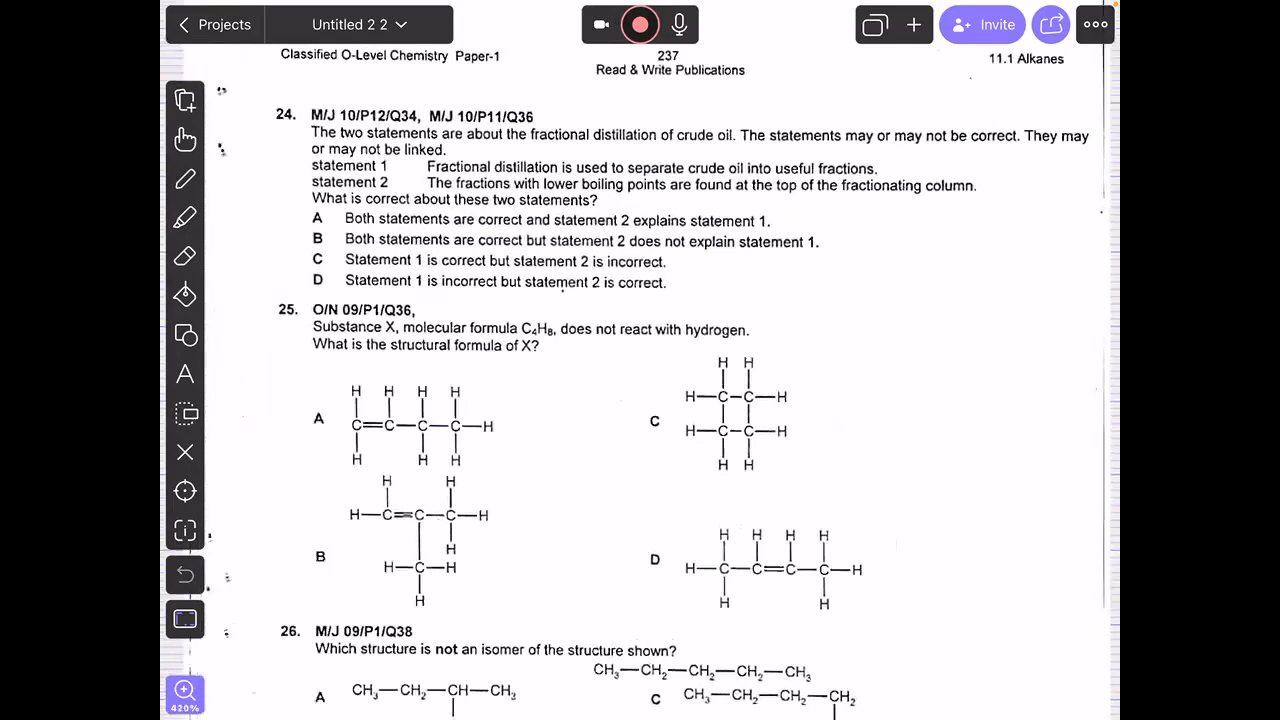 Projects
Untitled 2 2
Invite
Classified O-Level Chemistry Paper-1
237
Read & Write Publications
11.1 Alkanes
24. M/J 10/P12/Q34, M/J 10/P11/Q36
The two statements are about the fractional distillation of crude oil. The statements may or may not be correct. They may
or may not be linked.
statement 1 Fractional distillation is used to separate crude oil into useful fractions.
statement 2 The fractions with lower boiling points are found at the top of the fractionating column.
What is correct about these two statements?
A Both statements are correct and statement 2 explains statement 1.
B Both statements are correct but statement 2 does not explain statement 1.
C Statement 1 is correct but statement 2 is incorrect.
D Statement 1 is incorrect but statement 2 is correct.
25. O/N 09/P1/Q36,
Substance X, molecular formula C₄H₈, does not react with hydrogen.
What is the structural formula of X?
A
H H H H
C=C—C—C—H
H H H
B
H H
H—C=C—C—H
H
H—C—H
H
C
H H
H—C—C—H
H—C—C—H
H H
D
H H H H
H—C—C=C—C—H
H H
26. M/J 09/P1/Q38
Which structure is not an isomer of the structure shown?
CH₃—CH₂—CH₂—CH₂—CH₃
A CH₃—CH₂—CH—CH₃
C CH₃—CH₂—CH₂—CH₂
A
420%